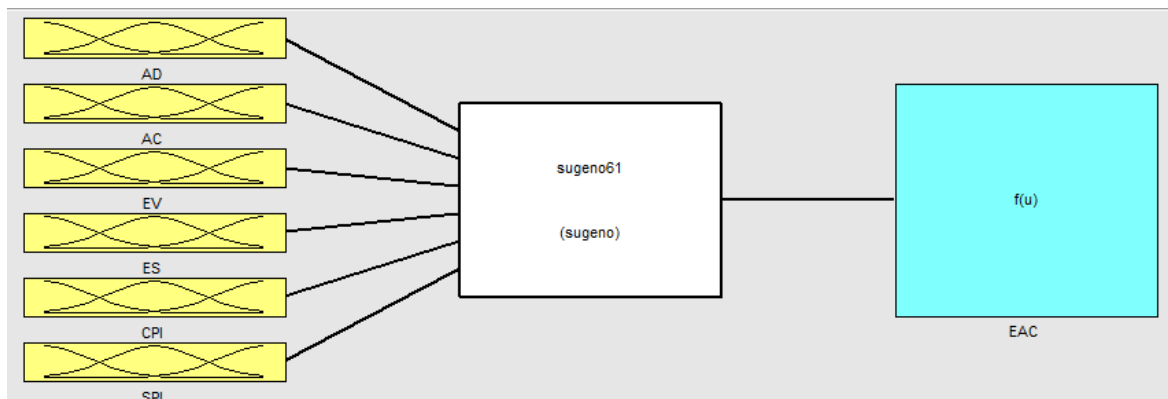 AD
AC
EV
ES
CPI
SPI
sugeno61
(sugeno)
f(u)
EAC